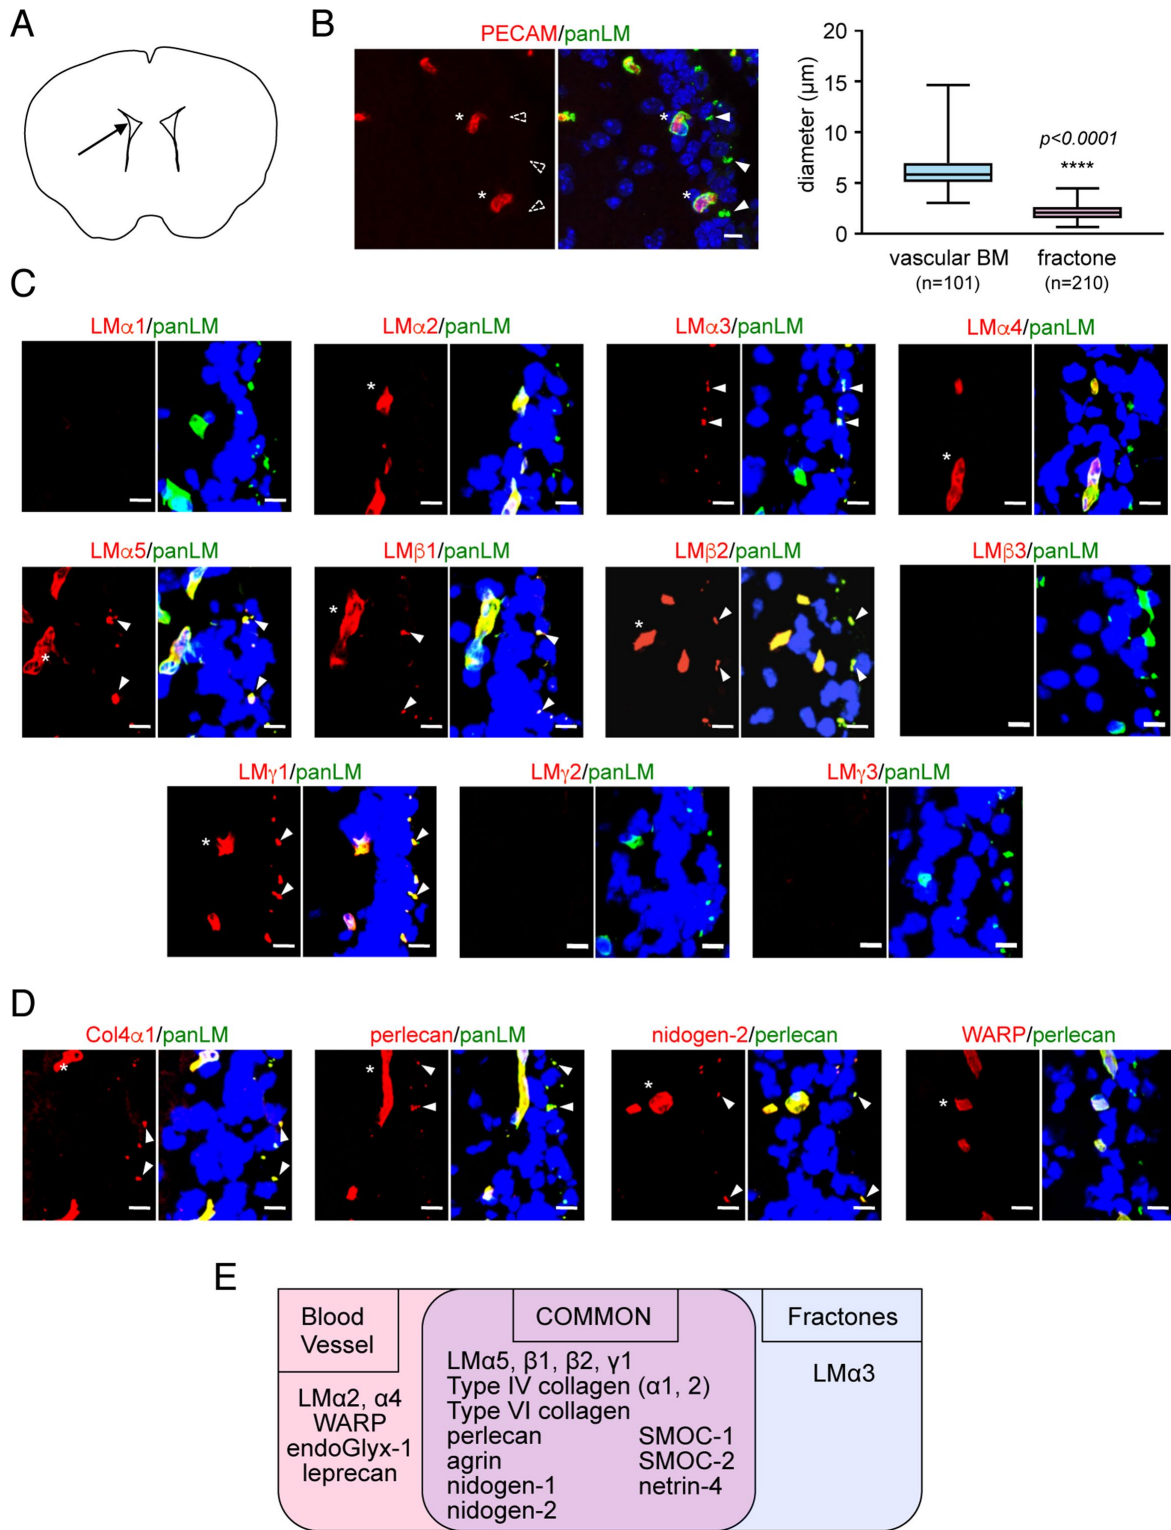 A
B
PECAM/panLM
*
*
*
*
diameter (µm)
20
15
10
5
0
p<0.0001
****
vascular BM
(n=101)
fractone
(n=210)
C
LMα1/panLM
LMα2/panLM
*
LMα3/panLM
LMα4/panLM
*
LMα5/panLM
*
LMβ1/panLM
*
LMβ2/panLM
*
LMβ3/panLM
LMγ1/panLM
*
LMγ2/panLM
LMγ3/panLM
D
Col4α1/panLM
*
perlecan/panLM
*
nidogen-2/perlecan
*
WARP/perlecan
*
E
Blood
Vessel
LMα2, α4
WARP
endoGlyx-1
leprecan
COMMON
LMα5, β1, β2, γ1
Type IV collagen (α1, 2)
Type VI collagen
perlecan SMOC-1
agrin SMOC-2
nidogen-1 netrin-4
nidogen-2
Fractones
LMα3